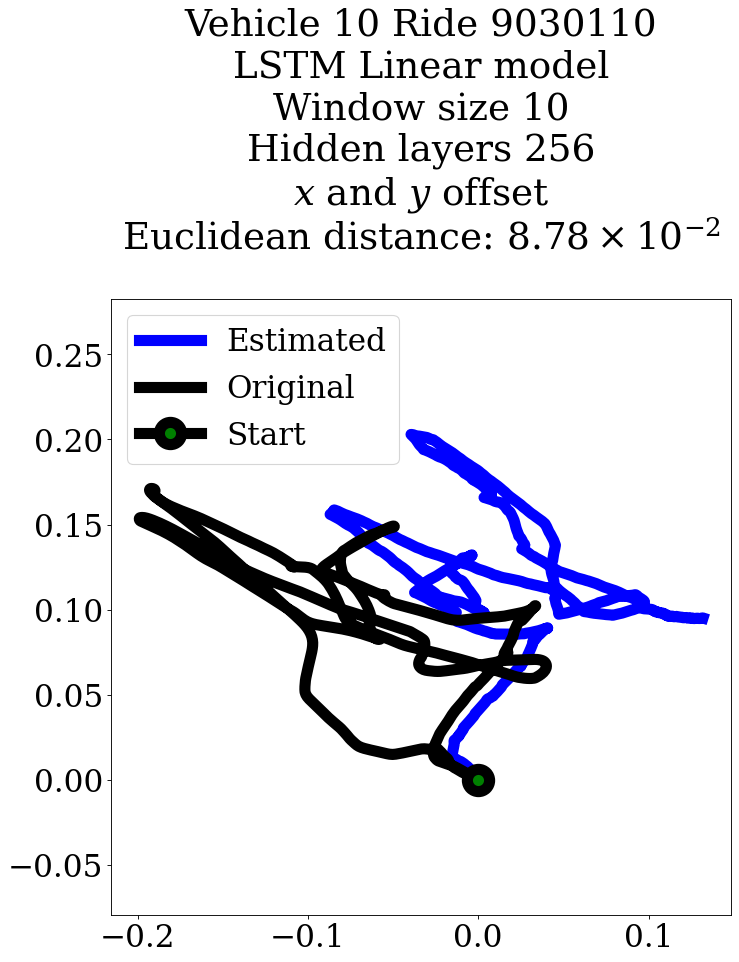 Vehicle 10 Ride 9030110
LSTM Linear model
Window size 10
Hidden layers 256
x and y offset
Euclidean distance: 8.78 × 10⁻²
Estimated
Original
Start
0.25
0.20
0.15
0.10
0.05
0.00
−0.05
−0.2 −0.1 0.0 0.1